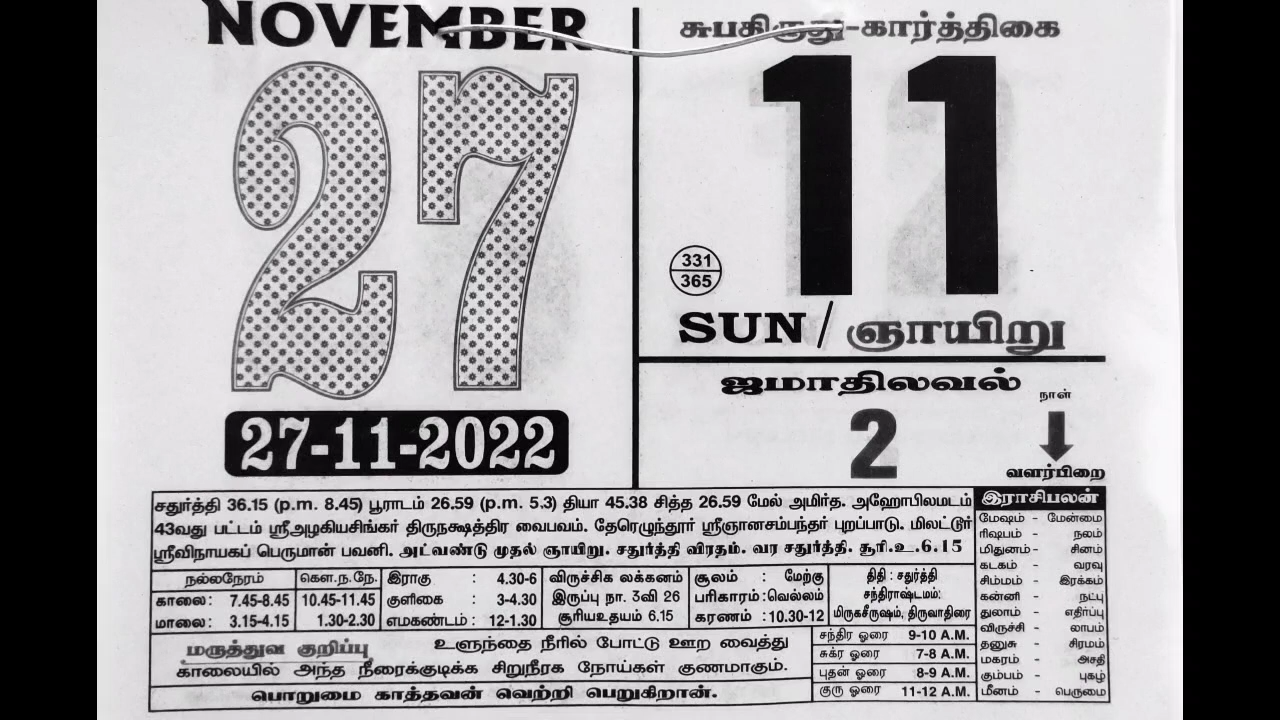 NOVEMBER
27
27-11-2022
சுபகிருது-கார்த்திகை
11
331
365
SUN / ஞாயிறு
ஜமாதிலவல்
2
நாள்
வளர்பிறை
சதுர்த்தி 36.15 (p.m. 8.45) பூராடம் 26.59 (p.m. 5.3) தியா 45.38 சித்த 26.59 மேல் அமிர்த. அஹோபிலமடம்
43வது பட்டம் ஸ்ரீஅழகியசிங்கர் திருநக்ஷத்திர வைபவம். தேரெழுந்தூர் ஸ்ரீஞானசம்பந்தர் புறப்பாடு. மிலட்டூர்
ஸ்ரீவிநாயகப் பெருமான் பவனி. அட்வண்டு முதல் ஞாயிறு. சதுர்த்தி விரதம். வர சதுர்த்தி. சூரி.உ.6.15
நல்லநேரம்
காலை: 7.45-8.45
மாலை: 3.15-4.15
கௌ.ந.நே.
10.45-11.45
1.30-2.30
இராகு : 4.30-6
குளிகை : 3-4.30
எமகண்டம் : 12-1.30
விருச்சிக லக்கனம்
இருப்பு நா. 3வி 26
சூரியஉதயம் 6.15
சூலம் : மேற்கு
பரிகாரம் : வெல்லம்
கரணம் : 10.30-12
திதி : சதுர்த்தி
சந்திராஷ்டமம்:
மிருகசீருஷம், திருவாதிரை
மருத்துவ குறிப்பு உளுந்தை நீரில் போட்டு ஊற வைத்து
காலையில் அந்த நீரைக்குடிக்க சிறுநீரக நோய்கள் குணமாகும்.
பொறுமை காத்தவன் வெற்றி பெறுகிறான்.
சந்திர ஓரை 9-10 A.M.
சுக்ர ஓரை 7-8 A.M.
புதன் ஓரை 8-9 A.M.
குரு ஓரை 11-12 A.M.
இராசிபலன்
மேஷம் - மேன்மை
ரிஷபம் - நலம்
மிதுனம் - சினம்
கடகம் - வரவு
சிம்மம் - இரக்கம்
கன்னி - நட்பு
துலாம் - எதிர்ப்பு
விருச்சி - லாபம்
தனுசு - சிரமம்
மகரம் - அசதி
கும்பம் - புகழ்
மீனம் - பெருமை